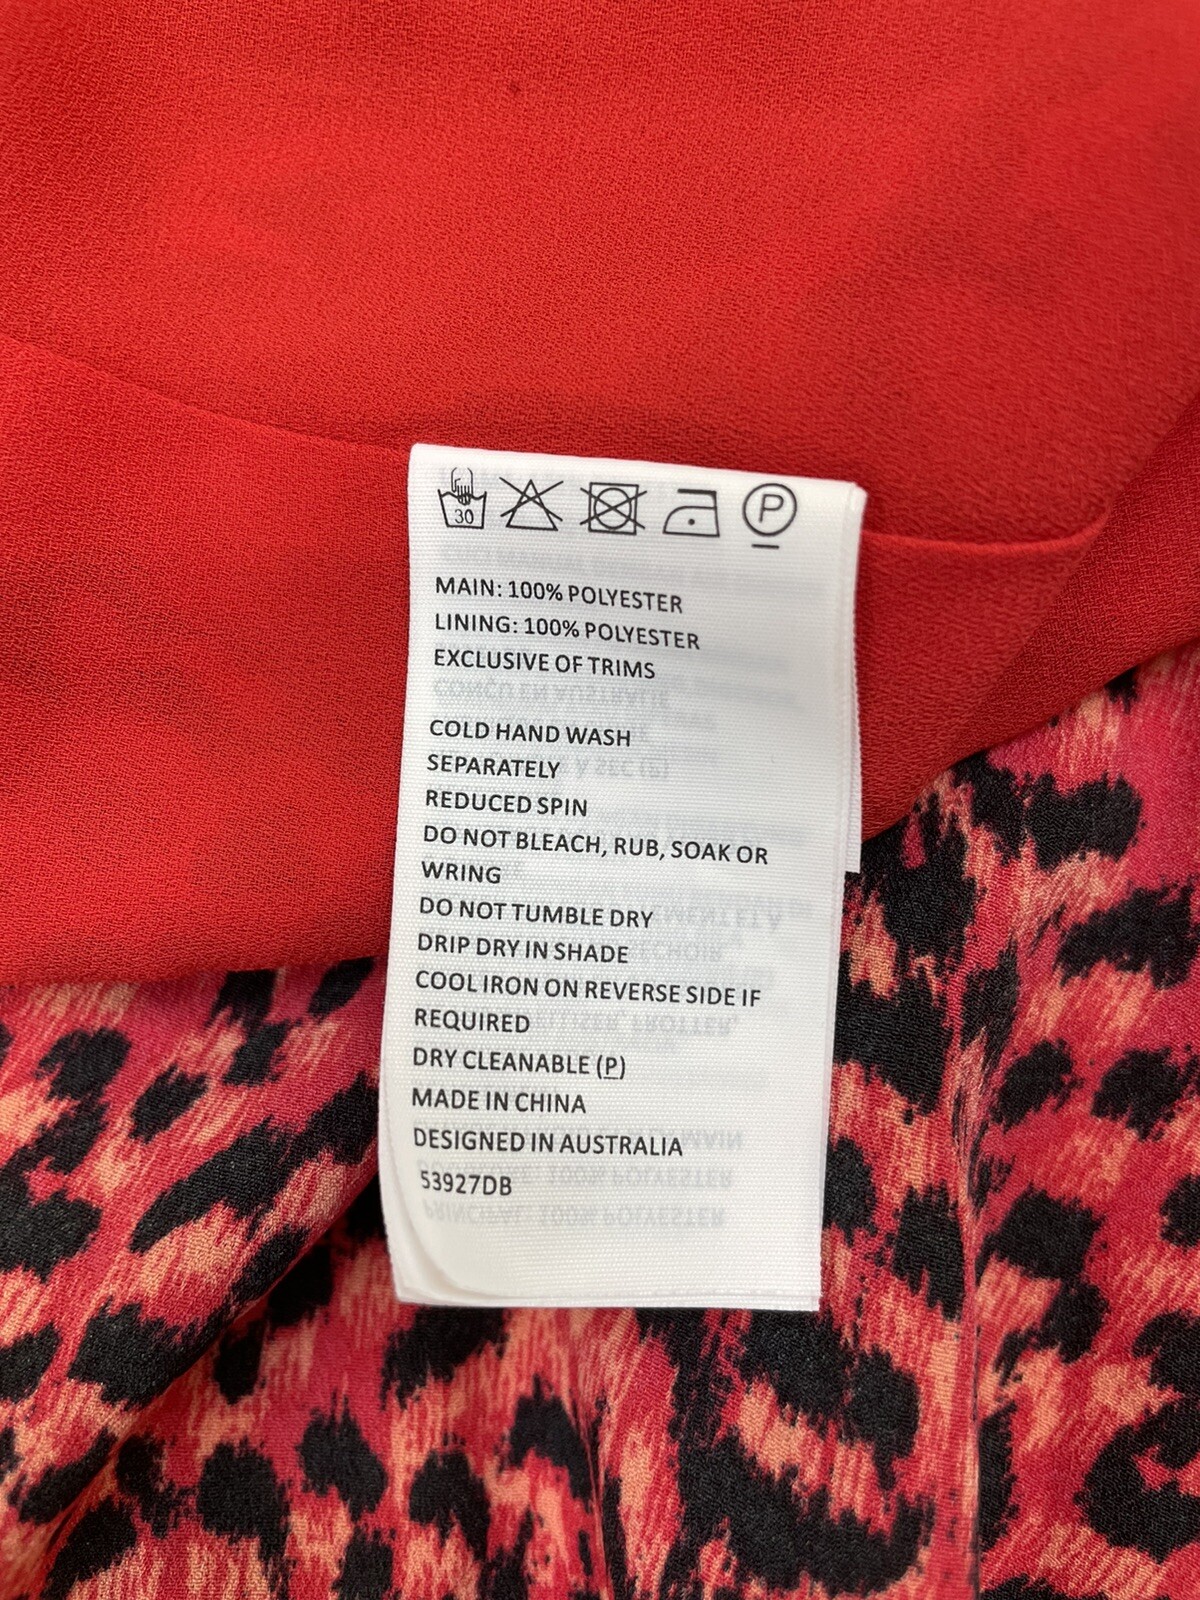 30
P
MAIN: 100% POLYESTER
LINING: 100% POLYESTER
EXCLUSIVE OF TRIMS
COLD HAND WASH
SEPARATELY
REDUCED SPIN
DO NOT BLEACH, RUB, SOAK OR
WRING
DO NOT TUMBLE DRY
DRIP DRY IN SHADE
COOL IRON ON REVERSE SIDE IF
REQUIRED
DRY CLEANABLE (P)
MADE IN CHINA
DESIGNED IN AUSTRALIA
53927DB